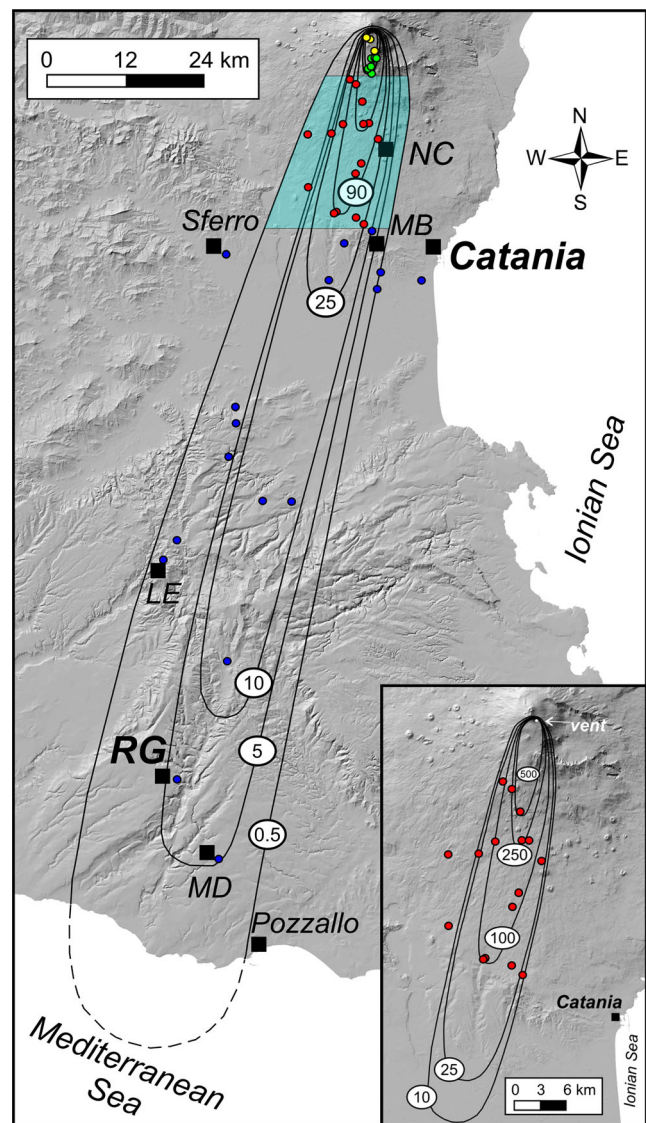 0 12 24 km
N
W E
S
NC
90
Sferro
MB
Catania
25
Ionian Sea
LE
10
RG
5
0.5
MD
Pozzallo
Mediterranean
Sea
vent
500
250
100
Catania
25
10
0 3 6 km
Ionian Sea